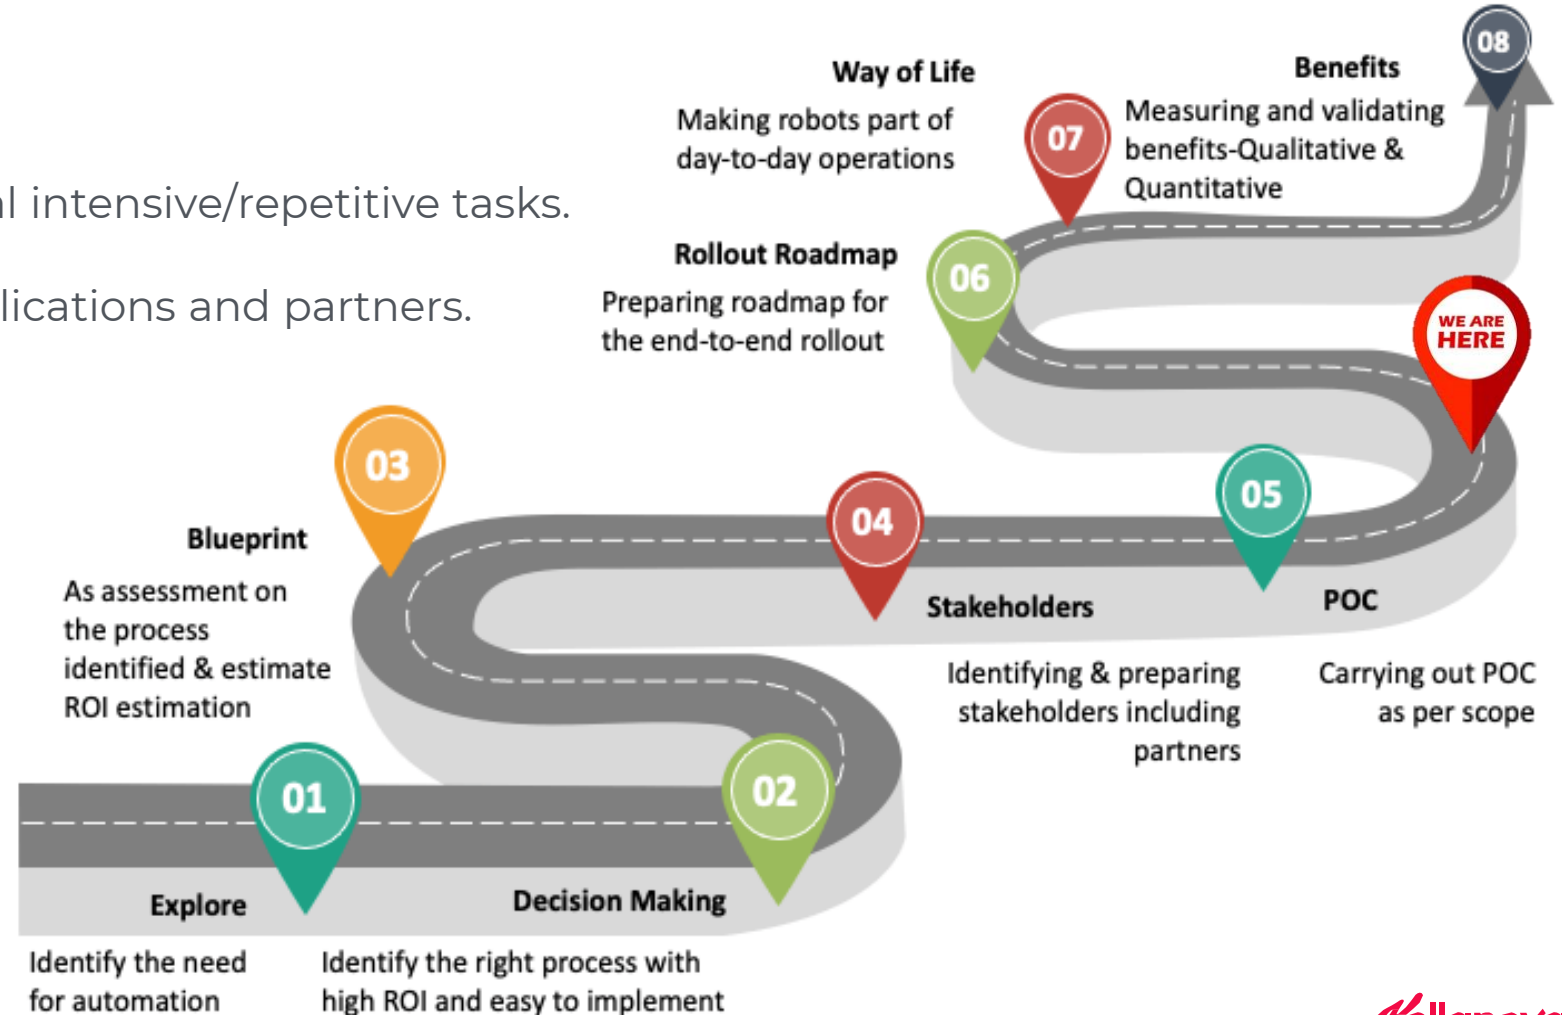 intensive/repetitive tasks.
and partners.
08
Benefits
Measuring and validating
benefits-Qualitative &
Quantitative
Way of Life
Making robots part of
day-to-day operations
07
Rollout Roadmap
Preparing roadmap for
the end-to-end rollout
06
WE ARE
HERE
03
Blueprint
As assessment on
the process
identified & estimate
ROI estimation
04
Stakeholders
Identifying & preparing
stakeholders including
partners
05
POC
Carrying out POC
as per scope
01
Explore
Identify the need
for automation
02
Decision Making
Identify the right process with
high ROI and easy to implement